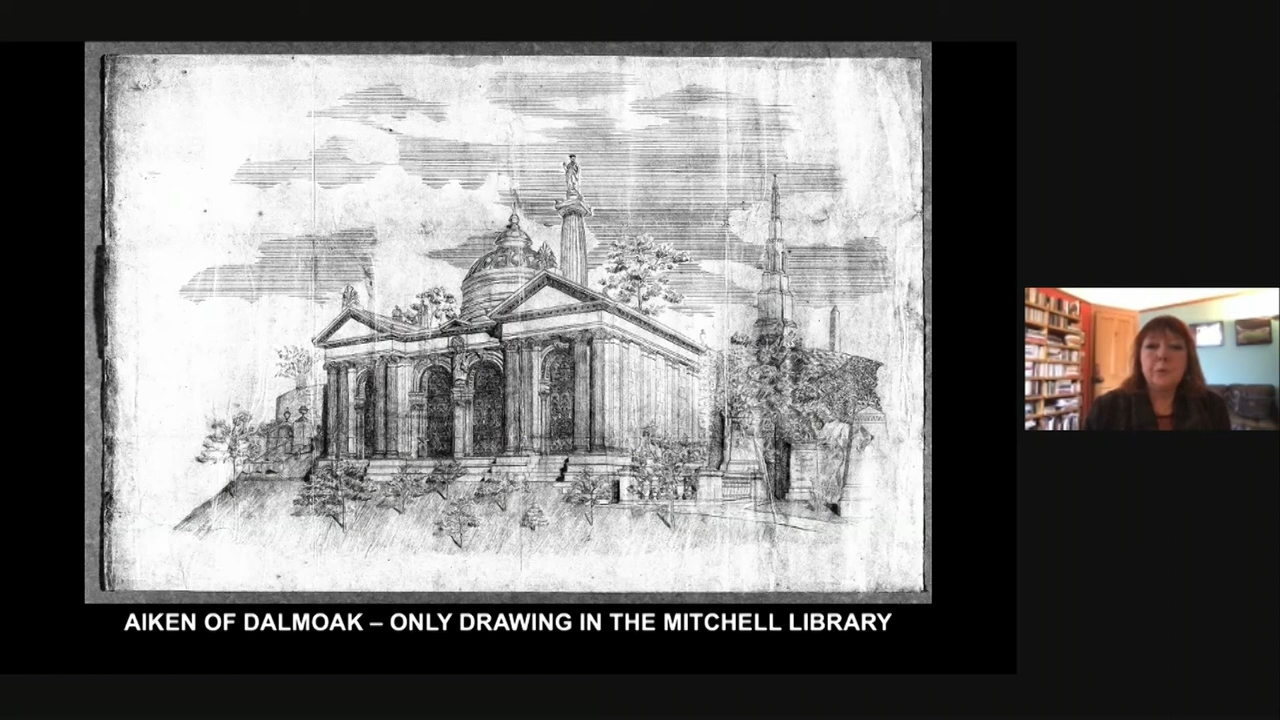 AIKEN OF DALMOAK – ONLY DRAWING IN THE MITCHELL LIBRARY